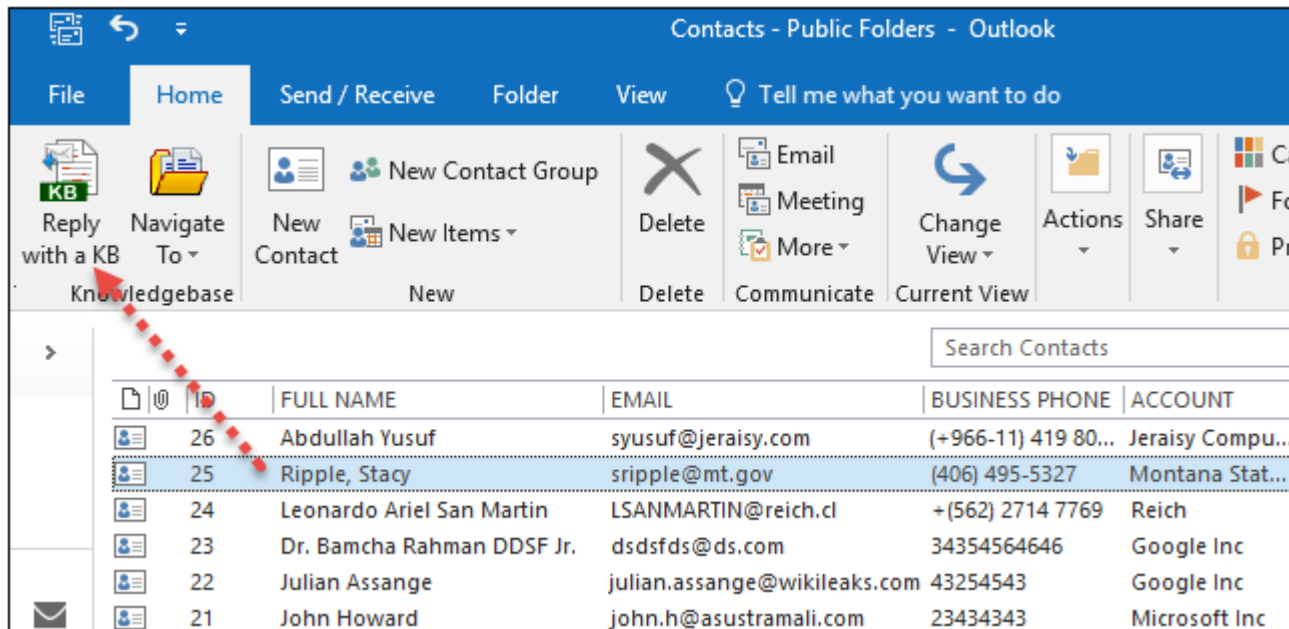 Contacts - Public Folders - Outlook
File Home Send / Receive Folder View Tell me what you want to do
KB
Reply with a KB
Navigate To
New Contact
New Contact Group
New Items
Delete
Email
Meeting
More
Change View
Actions
Share
Knowledgebase New Delete Communicate Current View
Search Contacts
ID FULL NAME EMAIL BUSINESS PHONE ACCOUNT
26 Abdullah Yusuf syusuf@jeraisy.com (+966-11) 419 80... Jeraisy Compu...
25 Ripple, Stacy sripple@mt.gov (406) 495-5327 Montana Stat...
24 Leonardo Ariel San Martin LSANMARTIN@reich.cl +(562) 2714 7769 Reich
23 Dr. Bamcha Rahman DDSF Jr. dsdsfds@ds.com 34354564646 Google Inc
22 Julian Assange julian.assange@wikileaks.com 43254543 Google Inc
21 John Howard john.h@asustramali.com 23434343 Microsoft Inc